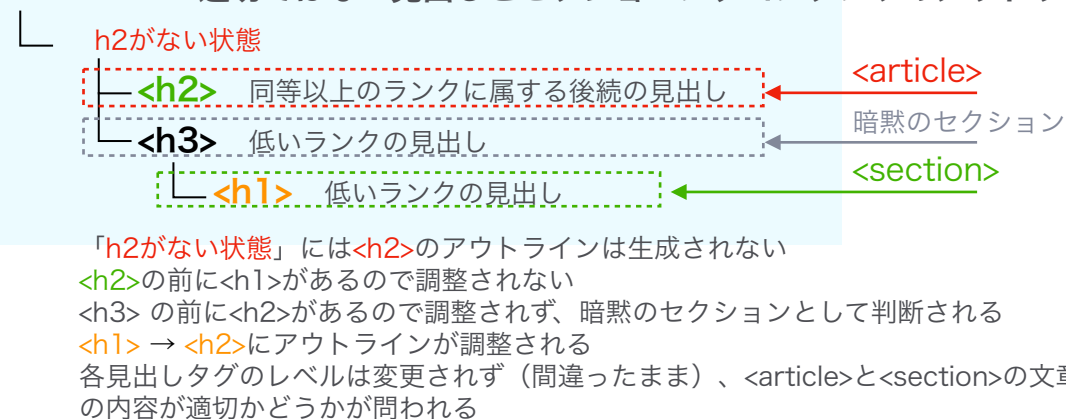 h2がない状態
<h2> 同等以上のランクに属する後続の見出し
<article>
<h3> 低いランクの見出し
暗黙のセクション
<h1> 低いランクの見出し
<section>
「h2がない状態」には<h2>のアウトラインは生成されない
<h2>の前に<h1>があるので調整されない
<h3> の前に<h2>があるので調整されず、暗黙のセクションとして判断される
<h1> → <h2>にアウトラインが調整される
各見出しタグのレベルは変更されず（間違ったまま）、<article>と<section>の文章
の内容が適切かどうかが問われる